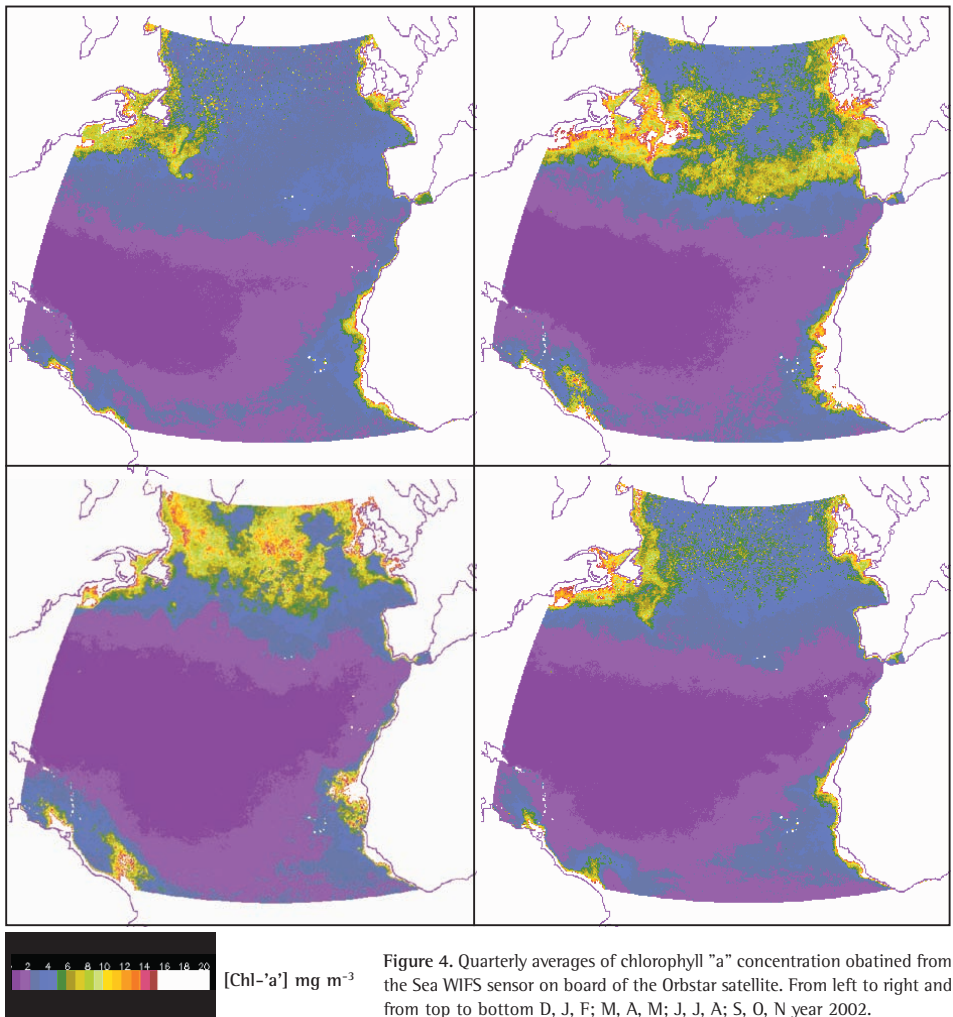 2 4 6 8 10 12 14 16 18 20
[Chl-'a'] mg m⁻³
Figure 4. Quarterly averages of chlorophyll "a" concentration obatined from
the Sea WIFS sensor on board of the Orbstar satellite. From left to right and
from top to bottom D, J, F; M, A, M; J, J, A; S, O, N year 2002.